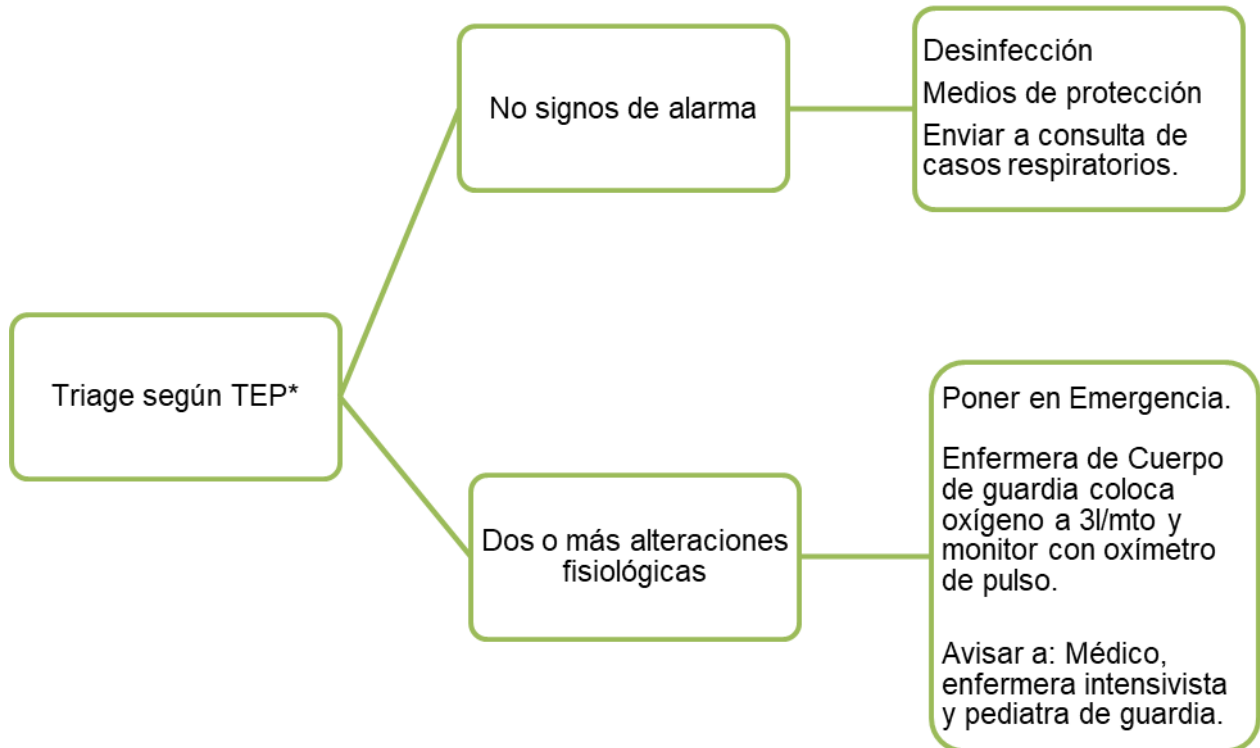 Triage según TEP*
No signos de alarma
Desinfección
Medios de protección
Enviar a consulta de
casos respiratorios.
Dos o más alteraciones
fisiológicas
Poner en Emergencia.
Enfermera de Cuerpo
de guardia coloca
oxígeno a 3l/mto y
monitor con oxímetro
de pulso.
Avisar a: Médico,
enfermera intensivista
y pediatra de guardia.